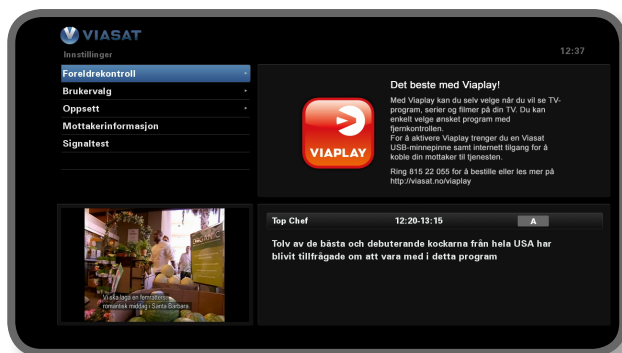 VIASAT
Innstillinger
12:37
Foreldrekontroll
Brukervalg
Oppsett
Mottakerinformasjon
Signaltest
VIAPLAY
Det beste med Viaplay!
Med Viaplay kan du selv velge når du vil se TV-
program, serier og filmer på din TV. Du kan
enkelt velge ønsket program med
fjernkontrollen.
For å aktivere Viaplay trenger du en Viasat
USB-minnepinne samt internett tilgang for å
koble din mottaker til tjenesten.
Ring 815 22 055 for å bestille eller les mer på
http://viasat.no/viaplay
Vi ska laga en femrätters
romantisk middag i Santa Barbara.
Top Chef 12:20-13:15 A
Tolv av de bästa och debuterande kockarna från hela USA har
blivit tillfrågade om att vara med i detta program